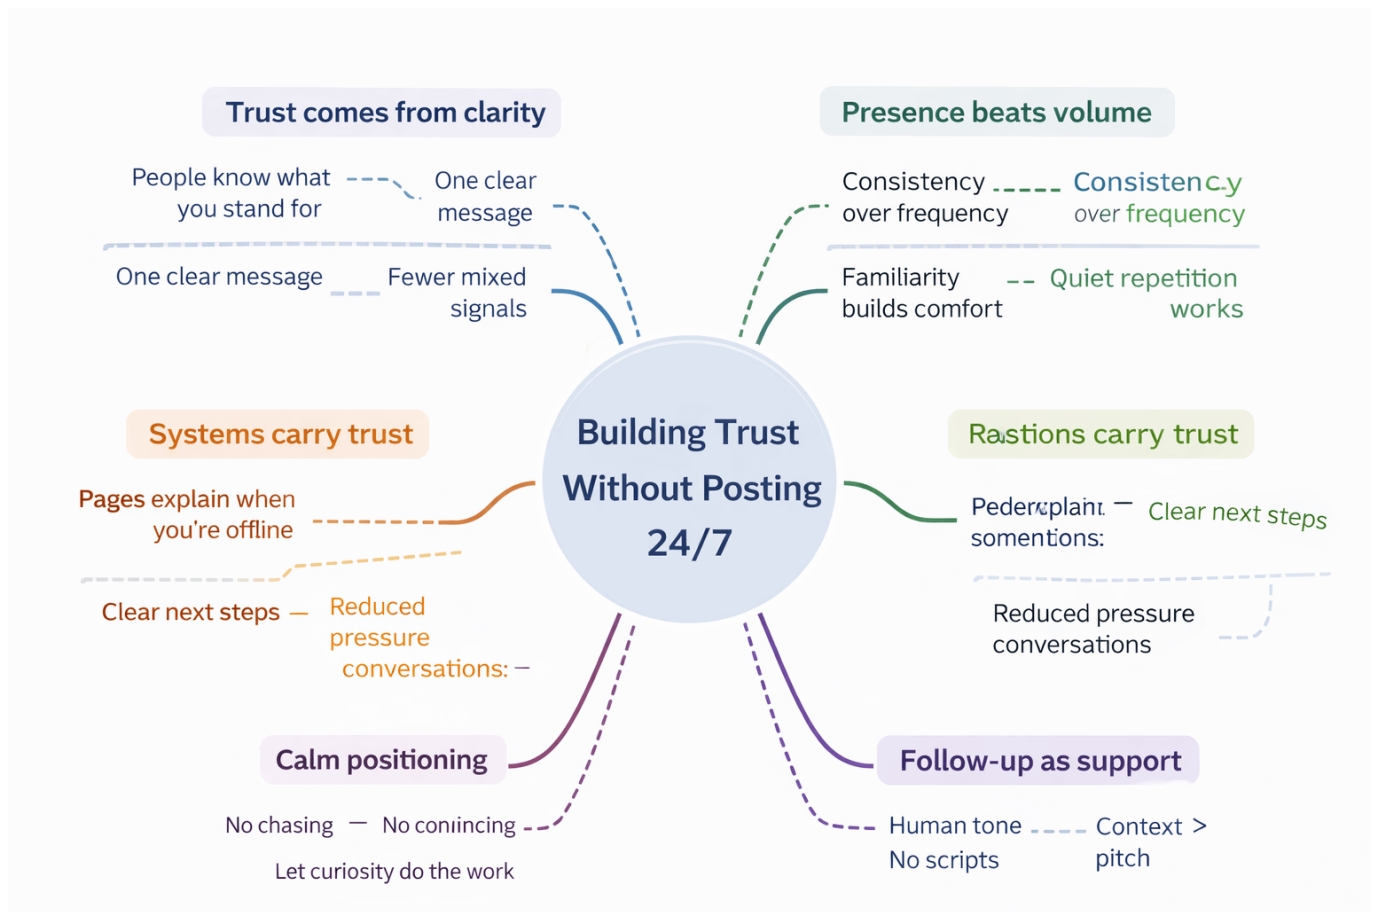 Trust comes from clarity
People know what
you stand for
One clear
message
One clear message
Fewer mixed
signals
Presence beats volume
Consistency
over frequency
Consistency
over frequency
Familiarity
builds comfort
Quiet repetition
works
Building Trust
Without Posting
24/7
Systems carry trust
Pages explain when
you're offline
Clear next steps –
Reduced
pressure
conversations: –
Rastions carry trust
Clear next steps
somentions:
Reduced pressure
conversations
Calm positioning
No chasing – No coniincing
Let curiosity do the work
Follow-up as support
Human tone
No scripts
Context >
pitch